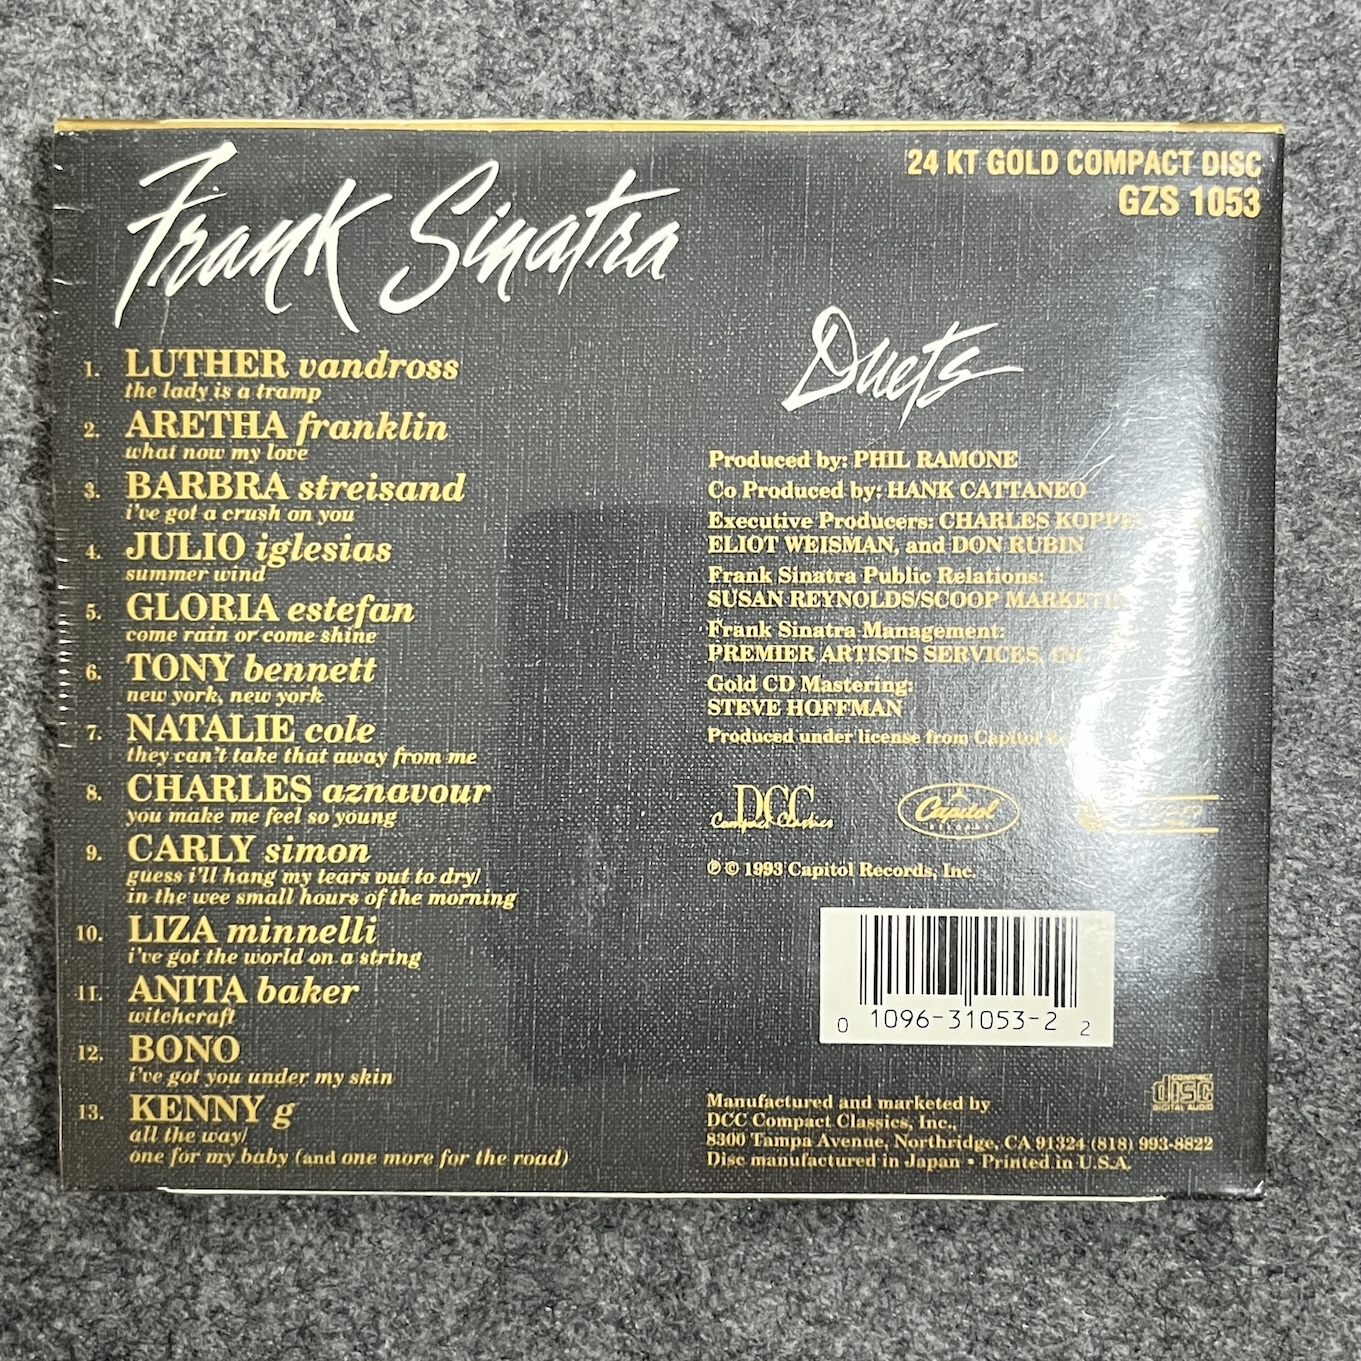 Frank Sinatra
24 KT GOLD COMPACT DISC
GZS 1053
Duets
1. LUTHER vandross
the lady is a tramp
2. ARETHA franklin
what now my love
3. BARBRA streisand
i've got a crush on you
4. JULIO iglesias
summer wind
5. GLORIA estefan
come rain or come shine
6. TONY bennett
new york, new york
7. NATALIE cole
they can't take that away from me
8. CHARLES aznavour
you make me feel so young
9. CARLY simon
guess i'll hang my tears out to dry/
in the wee small hours of the morning
10. LIZA minnelli
i've got the world on a string
11. ANITA baker
witchcraft
12. BONO
i've got you under my skin
13. KENNY g
all the way/
one for my baby (and one more for the road)
Produced by: PHIL RAMONE
Co Produced by: HANK CATTANEO
Executive Producers: CHARLES
ELIOT WEISMAN, and DON RUBIN
Frank Sinatra Public Relations:
SUSAN REYNOLDS/SCOOP
Frank Sinatra Management:
PREMIER ARTISTS SERVICES, INC
Gold CD Mastering:
STEVE HOFFMAN
Produced under license from Capitol
DCC
Compact Classics
Capitol
RECORDS
℗ © 1993 Capitol Records, Inc.
0 1096-31053-2 2
COMPACT
disc
DIGITAL AUDIO
Manufactured and marketed by
DCC Compact Classics, Inc.,
8300 Tampa Avenue, Northridge, CA 91324 (818) 993-8822
Disc manufactured in Japan • Printed in U.S.A.